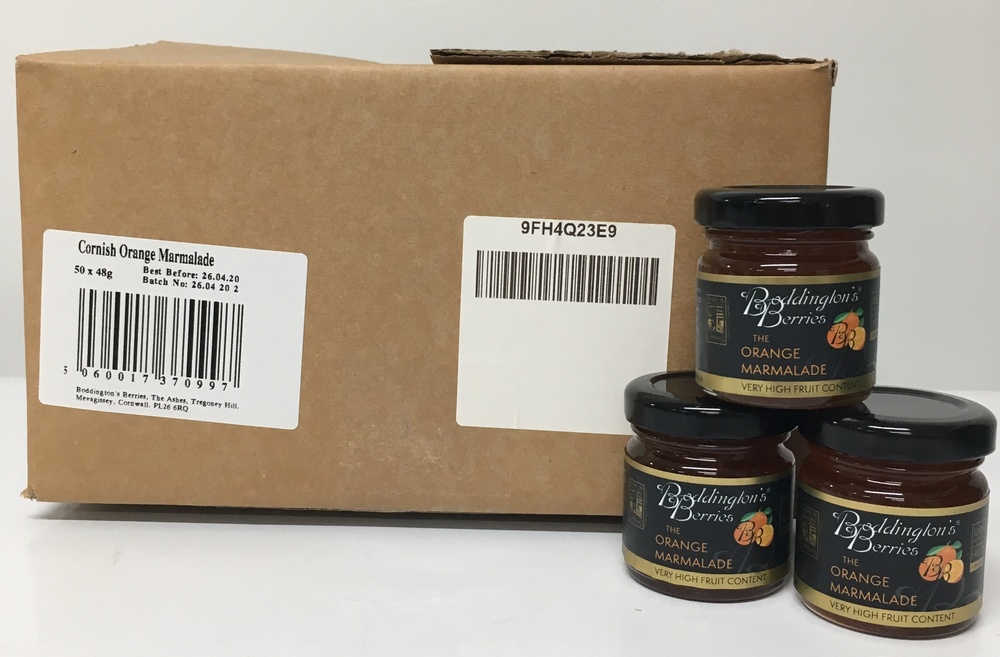 Cornish Orange Marmalade
50 x 48g
Best Before: 26.04.20
Batch No: 26.04 20 2
5 060017 370997
Boddington's Berries, The Ashes, Tregoney Hill,
Mevagissey, Cornwall. PL26 6RQ
9FH4Q23E9
Boddington's®
Berries
THE
ORANGE
MARMALADE
VERY HIGH FRUIT CONTENT
Boddington's®
Berries
THE
ORANGE
MARMALADE
VERY HIGH FRUIT CONTENT
Boddington's®
Berries
THE
ORANGE
MARMALADE
VERY HIGH FRUIT CONTENT